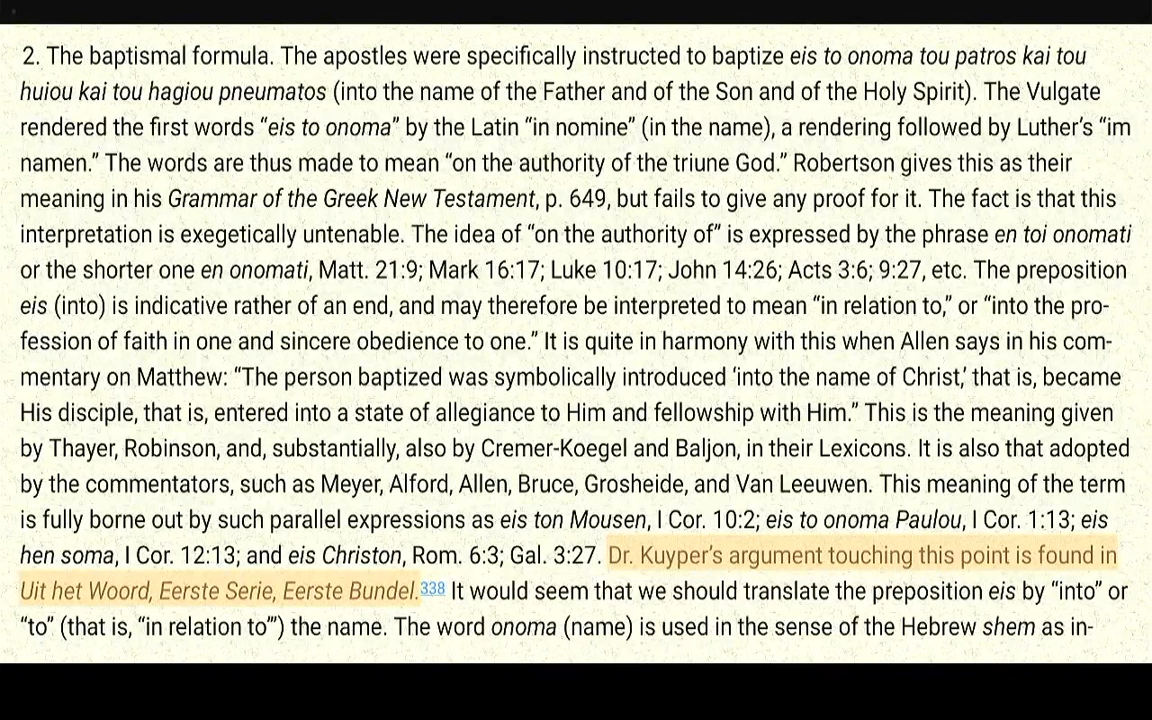 2. The baptismal formula. The apostles were specifically instructed to baptize eis to onoma tou patros kai tou
huiou kai tou hagiou pneumatos (into the name of the Father and of the Son and of the Holy Spirit). The Vulgate
rendered the first words “eis to onoma” by the Latin “in nomine” (in the name), a rendering followed by Luther’s “im
namen.” The words are thus made to mean “on the authority of the triune God.” Robertson gives this as their
meaning in his Grammar of the Greek New Testament, p. 649, but fails to give any proof for it. The fact is that this
interpretation is exegetically untenable. The idea of “on the authority of” is expressed by the phrase en toi onomati
or the shorter one en onomati, Matt. 21:9; Mark 16:17; Luke 10:17; John 14:26; Acts 3:6; 9:27, etc. The preposition
eis (into) is indicative rather of an end, and may therefore be interpreted to mean “in relation to,” or “into the pro-
fession of faith in one and sincere obedience to one.” It is quite in harmony with this when Allen says in his com-
mentary on Matthew: “The person baptized was symbolically introduced ‘into the name of Christ,’ that is, became
His disciple, that is, entered into a state of allegiance to Him and fellowship with Him.” This is the meaning given
by Thayer, Robinson, and, substantially, also by Cremer-Koegel and Baljon, in their Lexicons. It is also that adopted
by the commentators, such as Meyer, Alford, Allen, Bruce, Grosheide, and Van Leeuwen. This meaning of the term
is fully borne out by such parallel expressions as eis ton Mousen, I Cor. 10:2; eis to onoma Paulou, I Cor. 1:13; eis
hen soma, I Cor. 12:13; and eis Christon, Rom. 6:3; Gal. 3:27. Dr. Kuyper’s argument touching this point is found in
Uit het Woord, Eerste Serie, Eerste Bundel.338 It would seem that we should translate the preposition eis by “into” or
“to” (that is, “in relation to”’) the name. The word onoma (name) is used in the sense of the Hebrew shem as in-